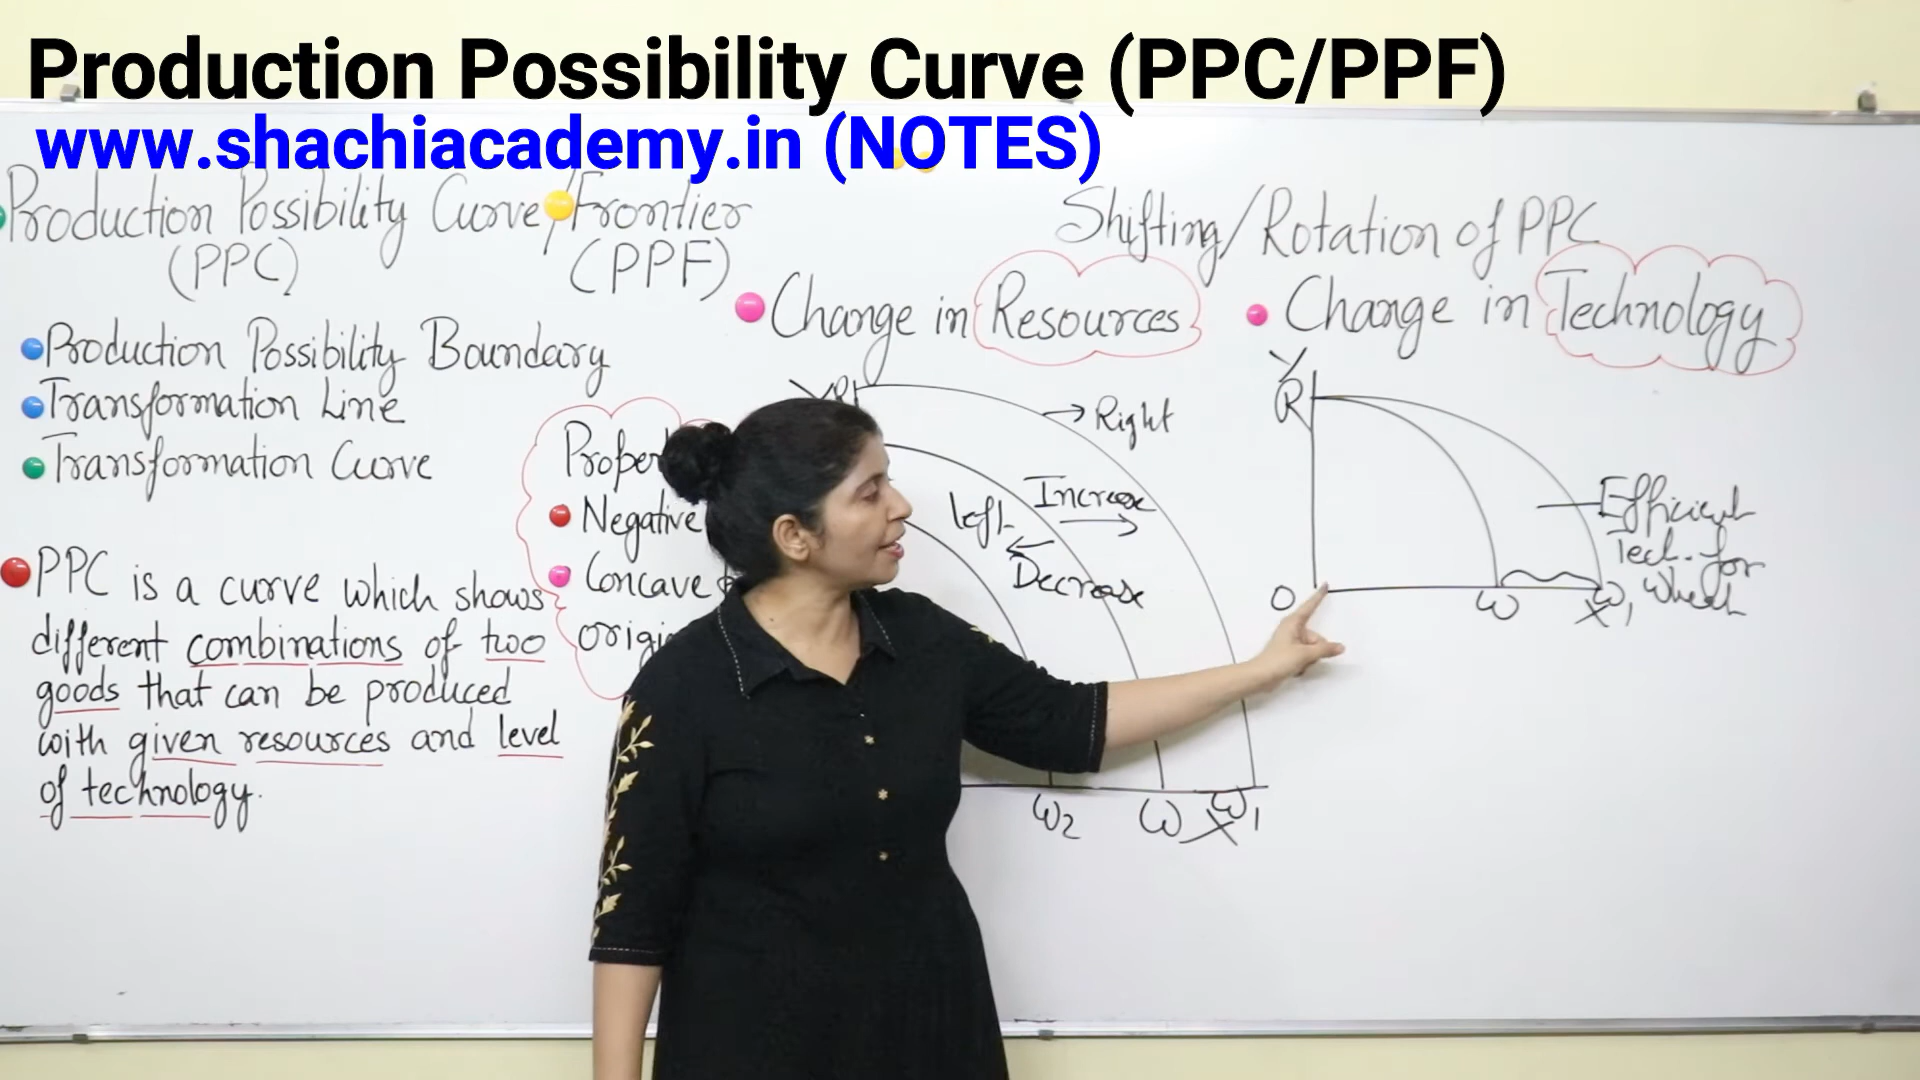 Production Possibility Curve (PPC/PPF)
www.shachiacademy.in (NOTES)
Production Possibility Curve/Frontier
(PPC) (PPF)
Production Possibility Boundary
Transformation Line
Transformation Curve
PPC is a curve which shows
different combinations of two
goods that can be produced
with given resources and level
of technology.
Negative
Concave
Shifting/Rotation of PPC
Change in Resources
Y
→ Right
Left
Increase
Decrease
W2 W X W1
Change in Technology
Y
R
O W X W1
Efficient
Tech. for
Wheat